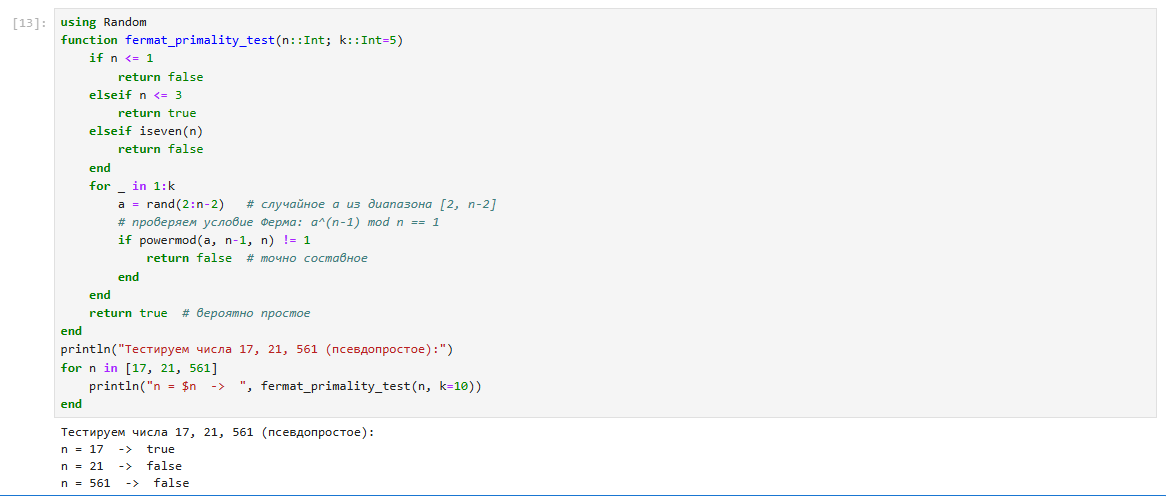 [13]:
using Random
function fermat_primality_test(n::Int; k::Int=5)
    if n <= 1
        return false
    elseif n <= 3
        return true
    elseif iseven(n)
        return false
    end
    for _ in 1:k
        a = rand(2:n-2)   # случайное a из диапазона [2, n-2]
        # проверяем условие Ферма: a^(n-1) mod n == 1
        if powermod(a, n-1, n) != 1
            return false  # точно составное
        end
    end
    return true  # вероятно простое
end
println("Тестируем числа 17, 21, 561 (псевдопростое):")
for n in [17, 21, 561]
    println("n = $n  ->  ", fermat_primality_test(n, k=10))
end
Тестируем числа 17, 21, 561 (псевдопростое):
n = 17  ->  true
n = 21  ->  false
n = 561  ->  false